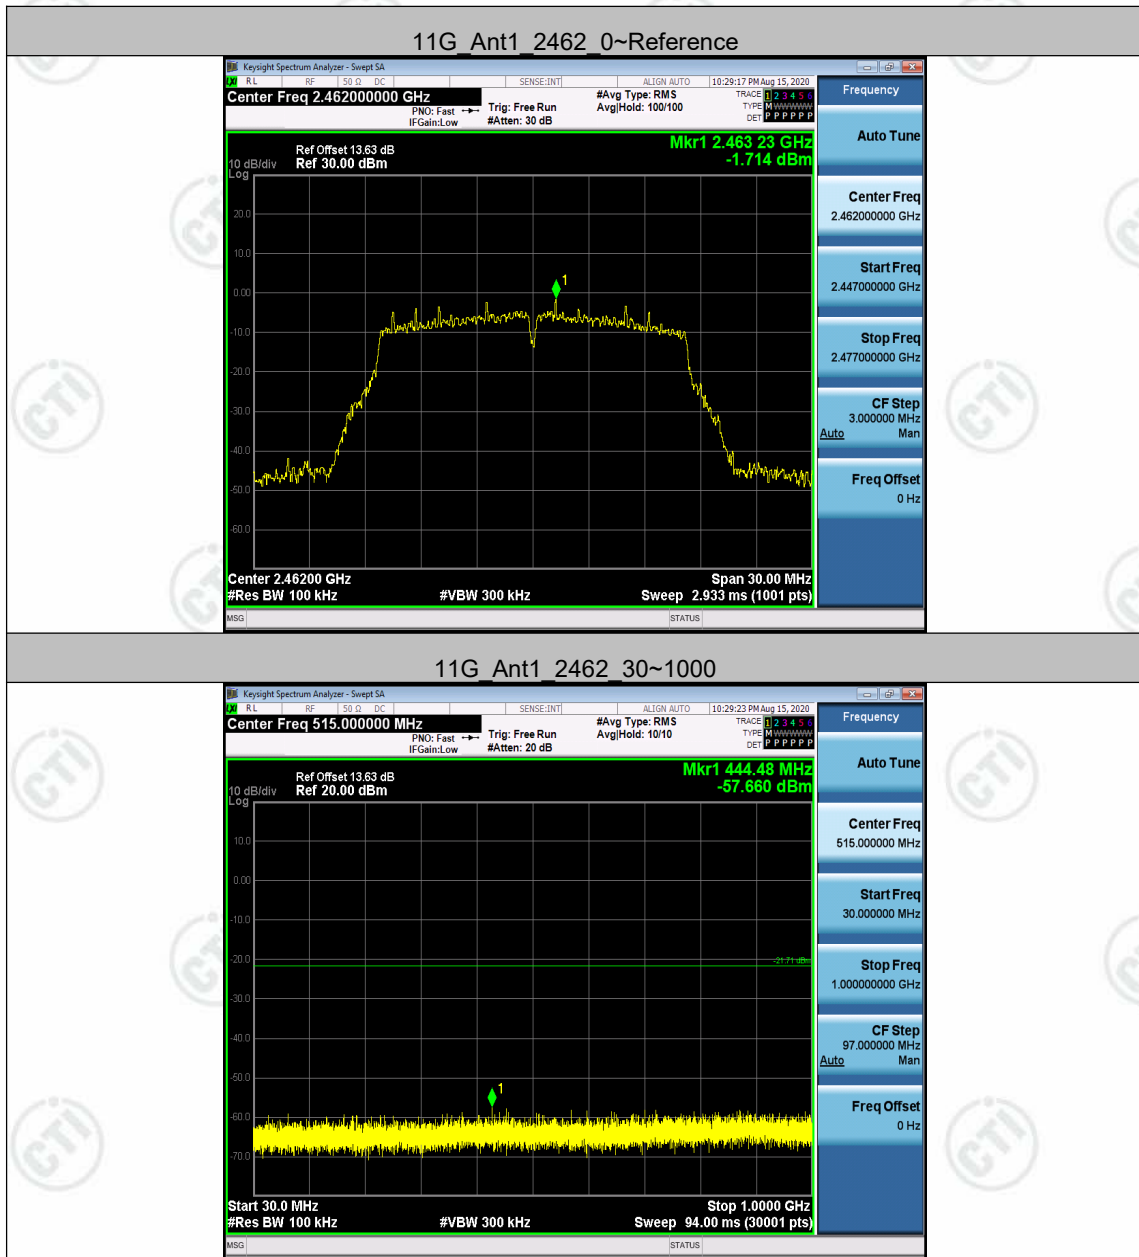 11G_Ant1_2462_0~Reference
Keysight Spectrum Analyzer - Swept SA
RL RF 50 Ω DC SENSE:INT ALIGN AUTO 10:29:17 PM Aug 15, 2020
Center Freq 2.462000000 GHz
PNO: Fast
IFGain:Low
Trig: Free Run
#Atten: 30 dB
#Avg Type: RMS
Avg|Hold: 100/100
TRACE 1 2 3 4 5 6
TYPE M WWWWW
DET P P P P P P
Ref Offset 13.63 dB
10 dB/div Ref 30.00 dBm
Log
Mkr1 2.463 23 GHz
-1.714 dBm
20.0
10.0
0.00
-10.0
-20.0
-30.0
-40.0
-50.0
-60.0
1
Center 2.46200 GHz Span 30.00 MHz
#Res BW 100 kHz #VBW 300 kHz Sweep 2.933 ms (1001 pts)
MSG STATUS
Frequency
Auto Tune
Center Freq
2.462000000 GHz
Start Freq
2.447000000 GHz
Stop Freq
2.477000000 GHz
CF Step
3.000000 MHz
Auto Man
Freq Offset
0 Hz
11G_Ant1_2462_30~1000
Keysight Spectrum Analyzer - Swept SA
RL RF 50 Ω DC SENSE:INT ALIGN AUTO 10:29:23 PM Aug 15, 2020
Center Freq 515.000000 MHz
PNO: Fast
IFGain:Low
Trig: Free Run
#Atten: 20 dB
#Avg Type: RMS
Avg|Hold: 10/10
TRACE 1 2 3 4 5 6
TYPE M WWWWW
DET P P P P P P
Ref Offset 13.63 dB
10 dB/div Ref 20.00 dBm
Log
Mkr1 444.48 MHz
-57.660 dBm
10.0
0.00
-10.0
-20.0
-30.0
-40.0
-50.0
-60.0
-70.0
-21.71 dBm
1
Start 30.0 MHz Stop 1.0000 GHz
#Res BW 100 kHz #VBW 300 kHz Sweep 94.00 ms (30001 pts)
MSG STATUS
Frequency
Auto Tune
Center Freq
515.000000 MHz
Start Freq
30.000000 MHz
Stop Freq
1.000000000 GHz
CF Step
97.000000 MHz
Auto Man
Freq Offset
0 Hz
CTI
CTI
CTI
CTI
CTI
CTI
CTI
CTI
CTI
CTI
CTI